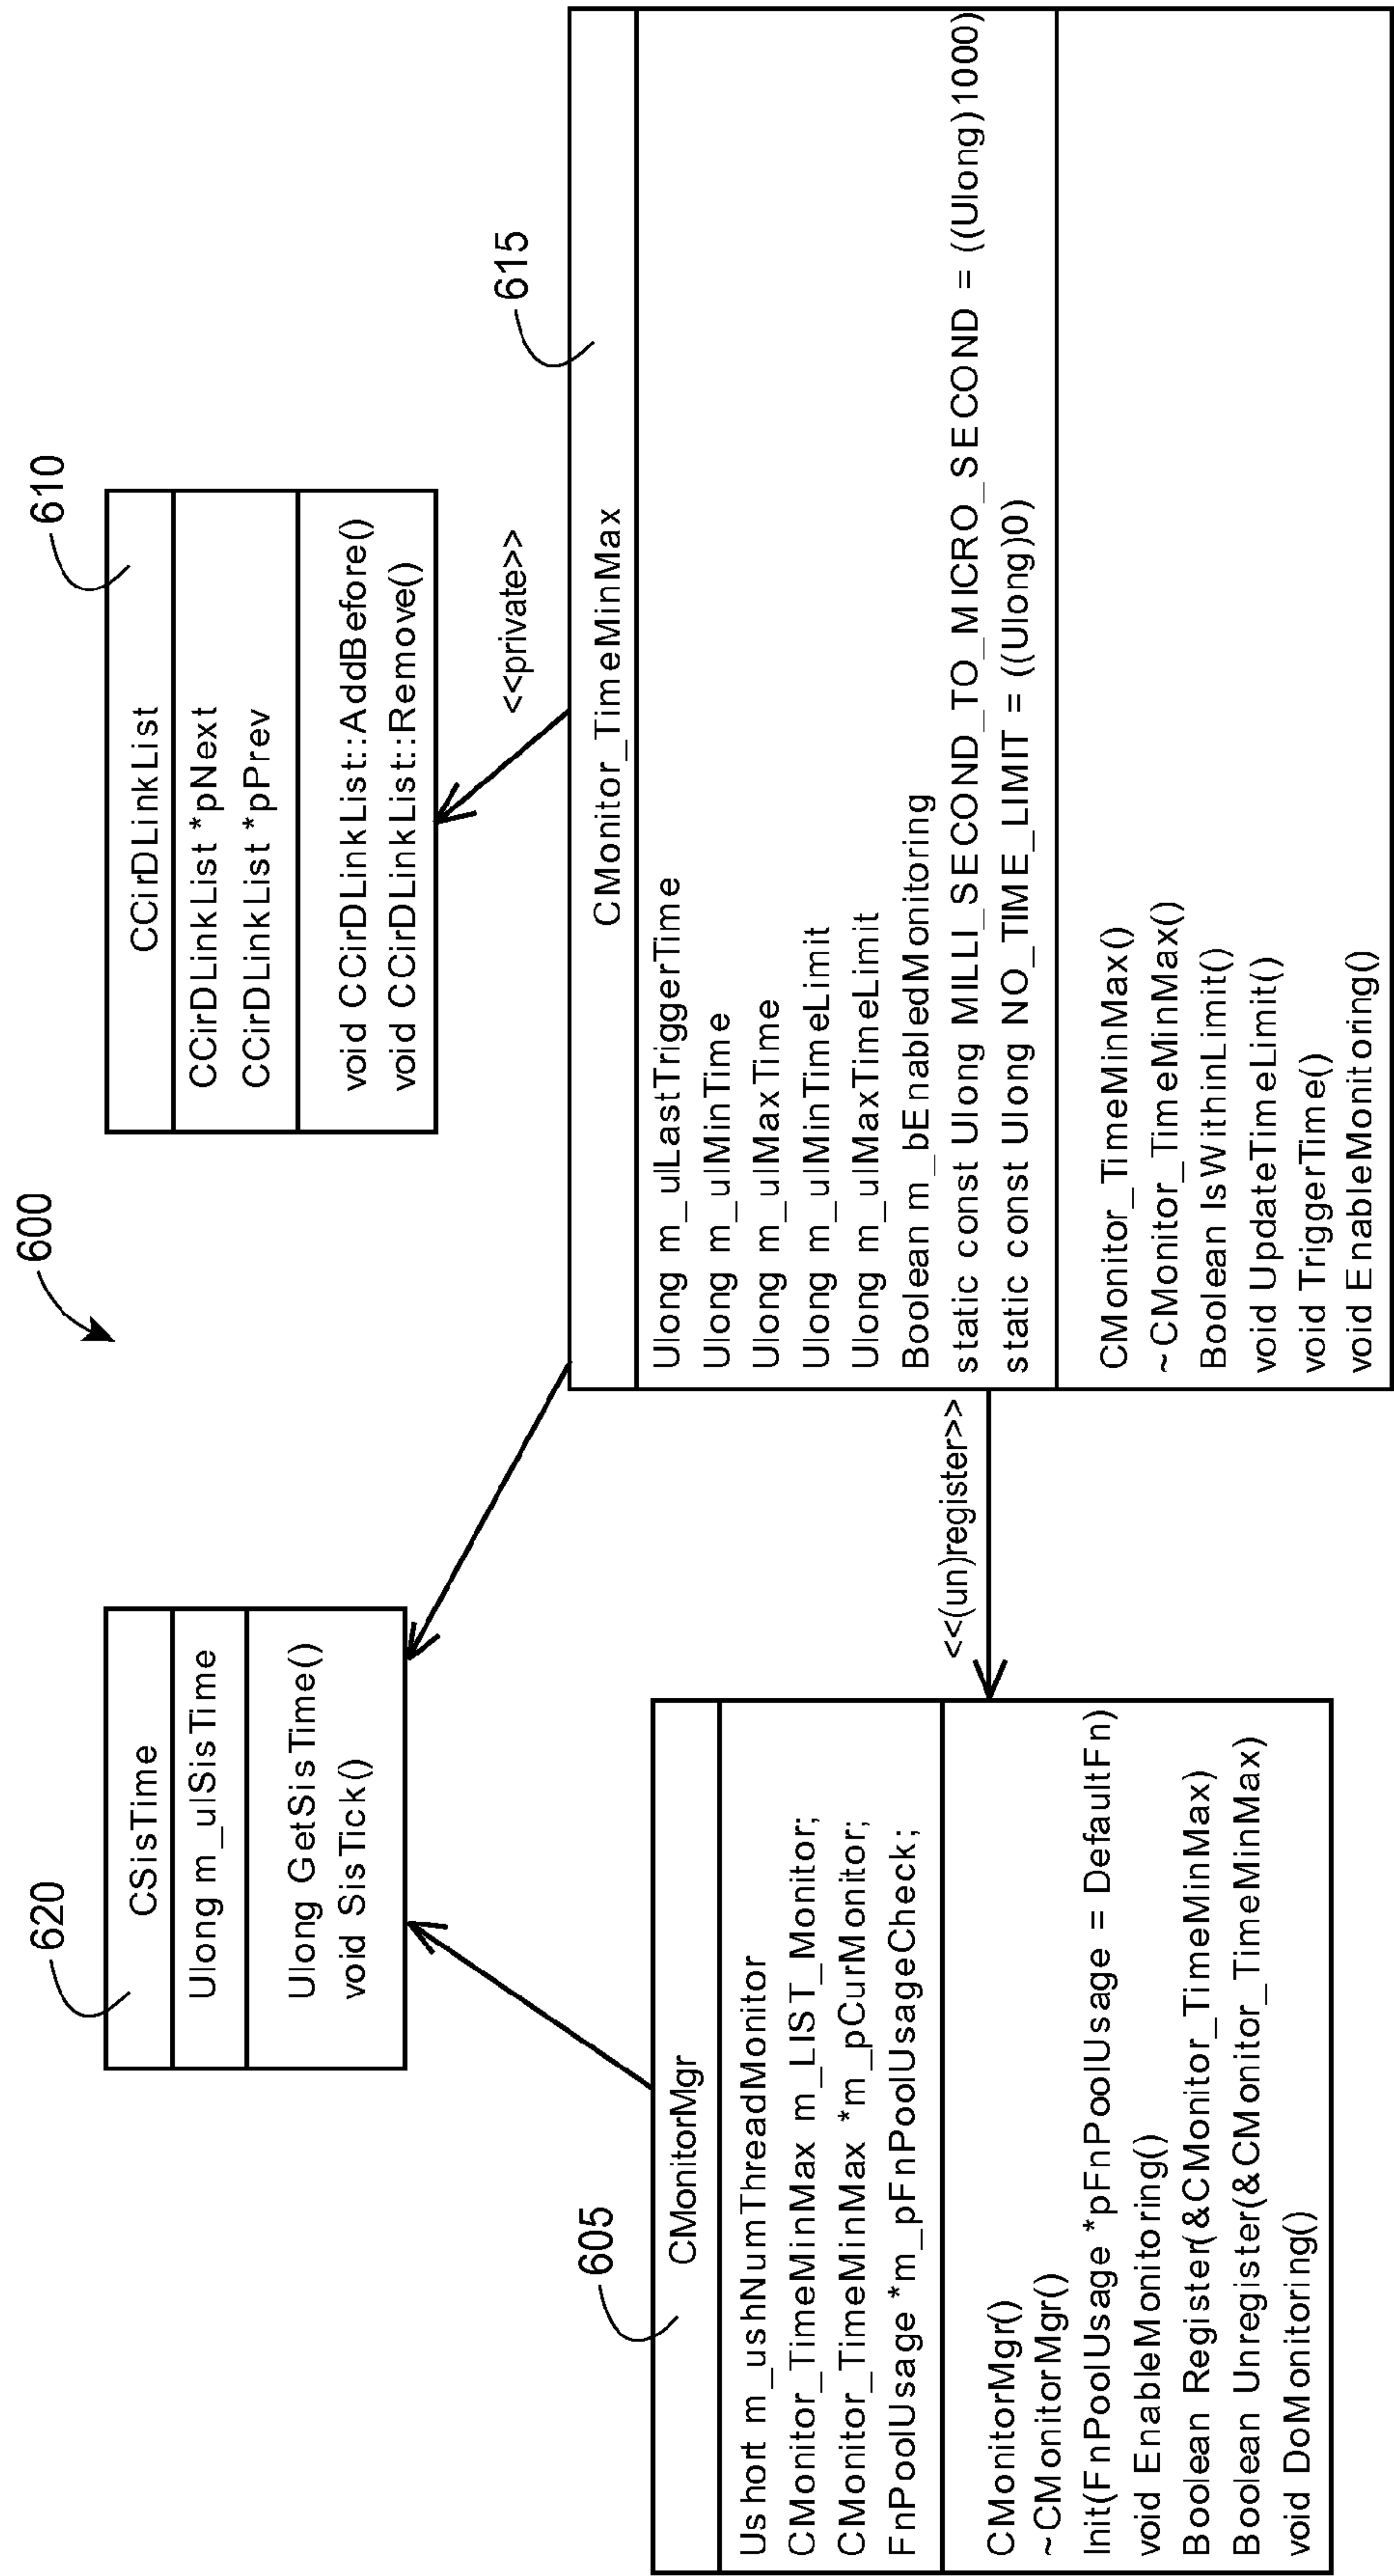 600
620
CSisTime
Ulong m_ulSisTime
Ulong GetSisTime()
void SisTick()
610
CCirDLinkList
CCirDLinkList *pNext
CCirDLinkList *pPrev
void CCirDLinkList::AddBefore()
void CCirDLinkList::Remove()
<<private>>
605
CMonitorMgr
Ushort m_ushNumThreadMonitor
CMonitor_TimeMinMax m_LIST_Monitor;
CMonitor_TimeMinMax *m_pCurMonitor;
FnPoolUsage *m_pFnPoolUsageCheck;
CMonitorMgr()
~CMonitorMgr()
Init(FnPoolUsage *pFnPoolUsage = DefaultFn)
void EnableMonitoring()
Boolean Register(&CMonitor_TimeMinMax)
Boolean Unregister(&CMonitor_TimeMinMax)
void DoMonitoring()
<<(un)register>>
615
CMonitor_TimeMinMax
Ulong m_ulLastTriggerTime
Ulong m_ulMinTime
Ulong m_ulMaxTime
Ulong m_ulMinTimeLimit
Ulong m_ulMaxTimeLimit
Boolean m_bEnabledMonitoring
static const Ulong MILLI_SECOND_TO_MICRO_SECOND = ((Ulong)1000)
static const Ulong NO_TIME_LIMIT = ((Ulong)0)
CMonitor_TimeMinMax()
~CMonitor_TimeMinMax()
Boolean IsWithinLimit()
void UpdateTimeLimit()
void TriggerTime()
void EnableMonitoring()